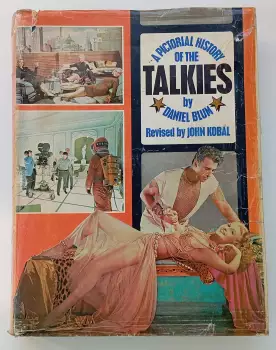 A PICTORIAL HISTORY
OF THE
TALKIES
by
DANIEL BLUM
Revised by JOHN KOBAL